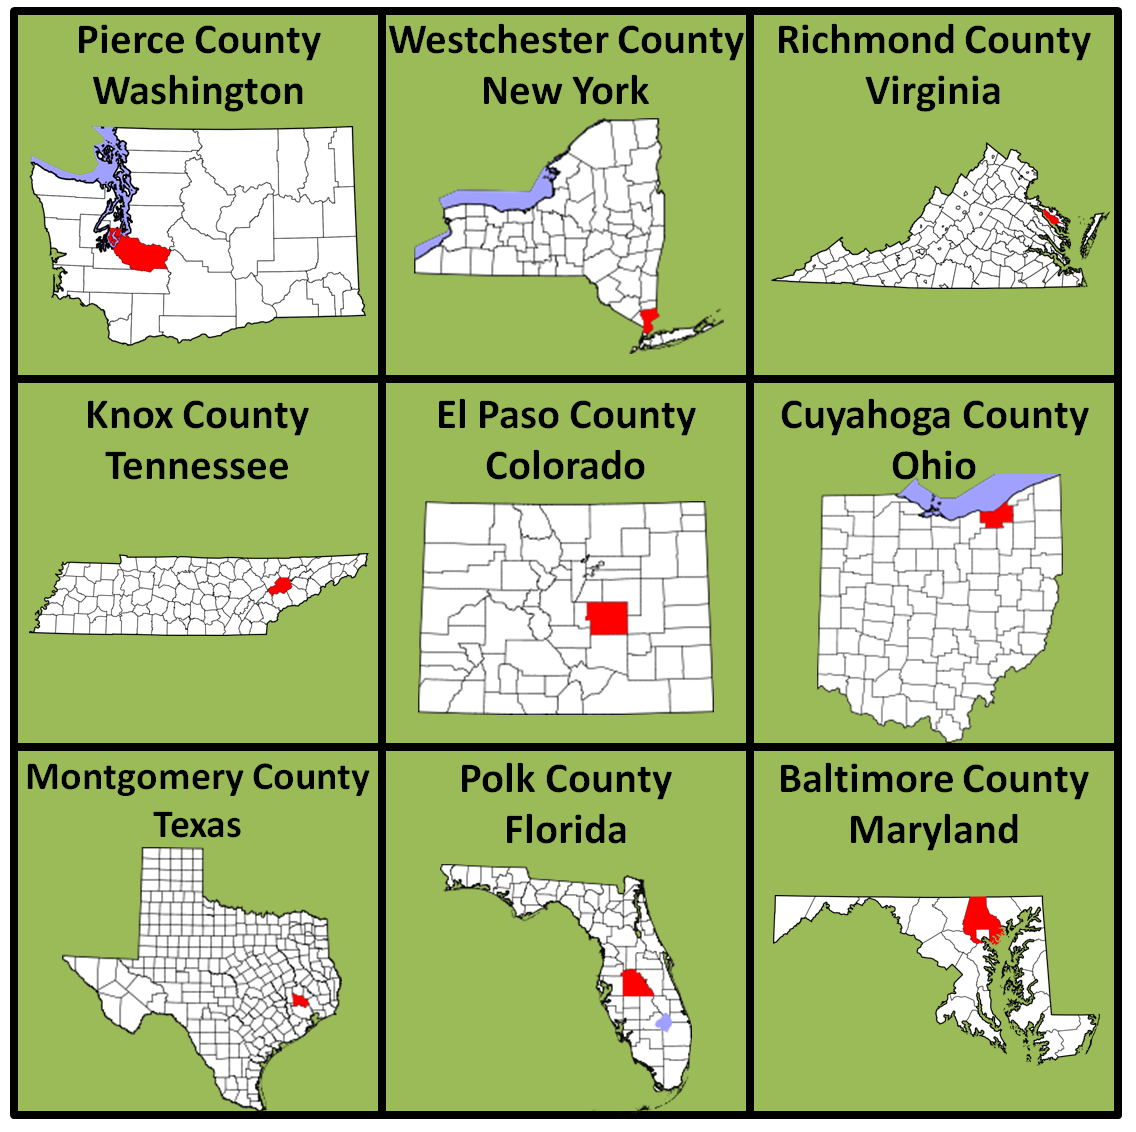 Pierce County
Washington
Westchester County
New York
Richmond County
Virginia
Knox County
Tennessee
El Paso County
Colorado
Cuyahoga County
Ohio
Montgomery County
Texas
Polk County
Florida
Baltimore County
Maryland